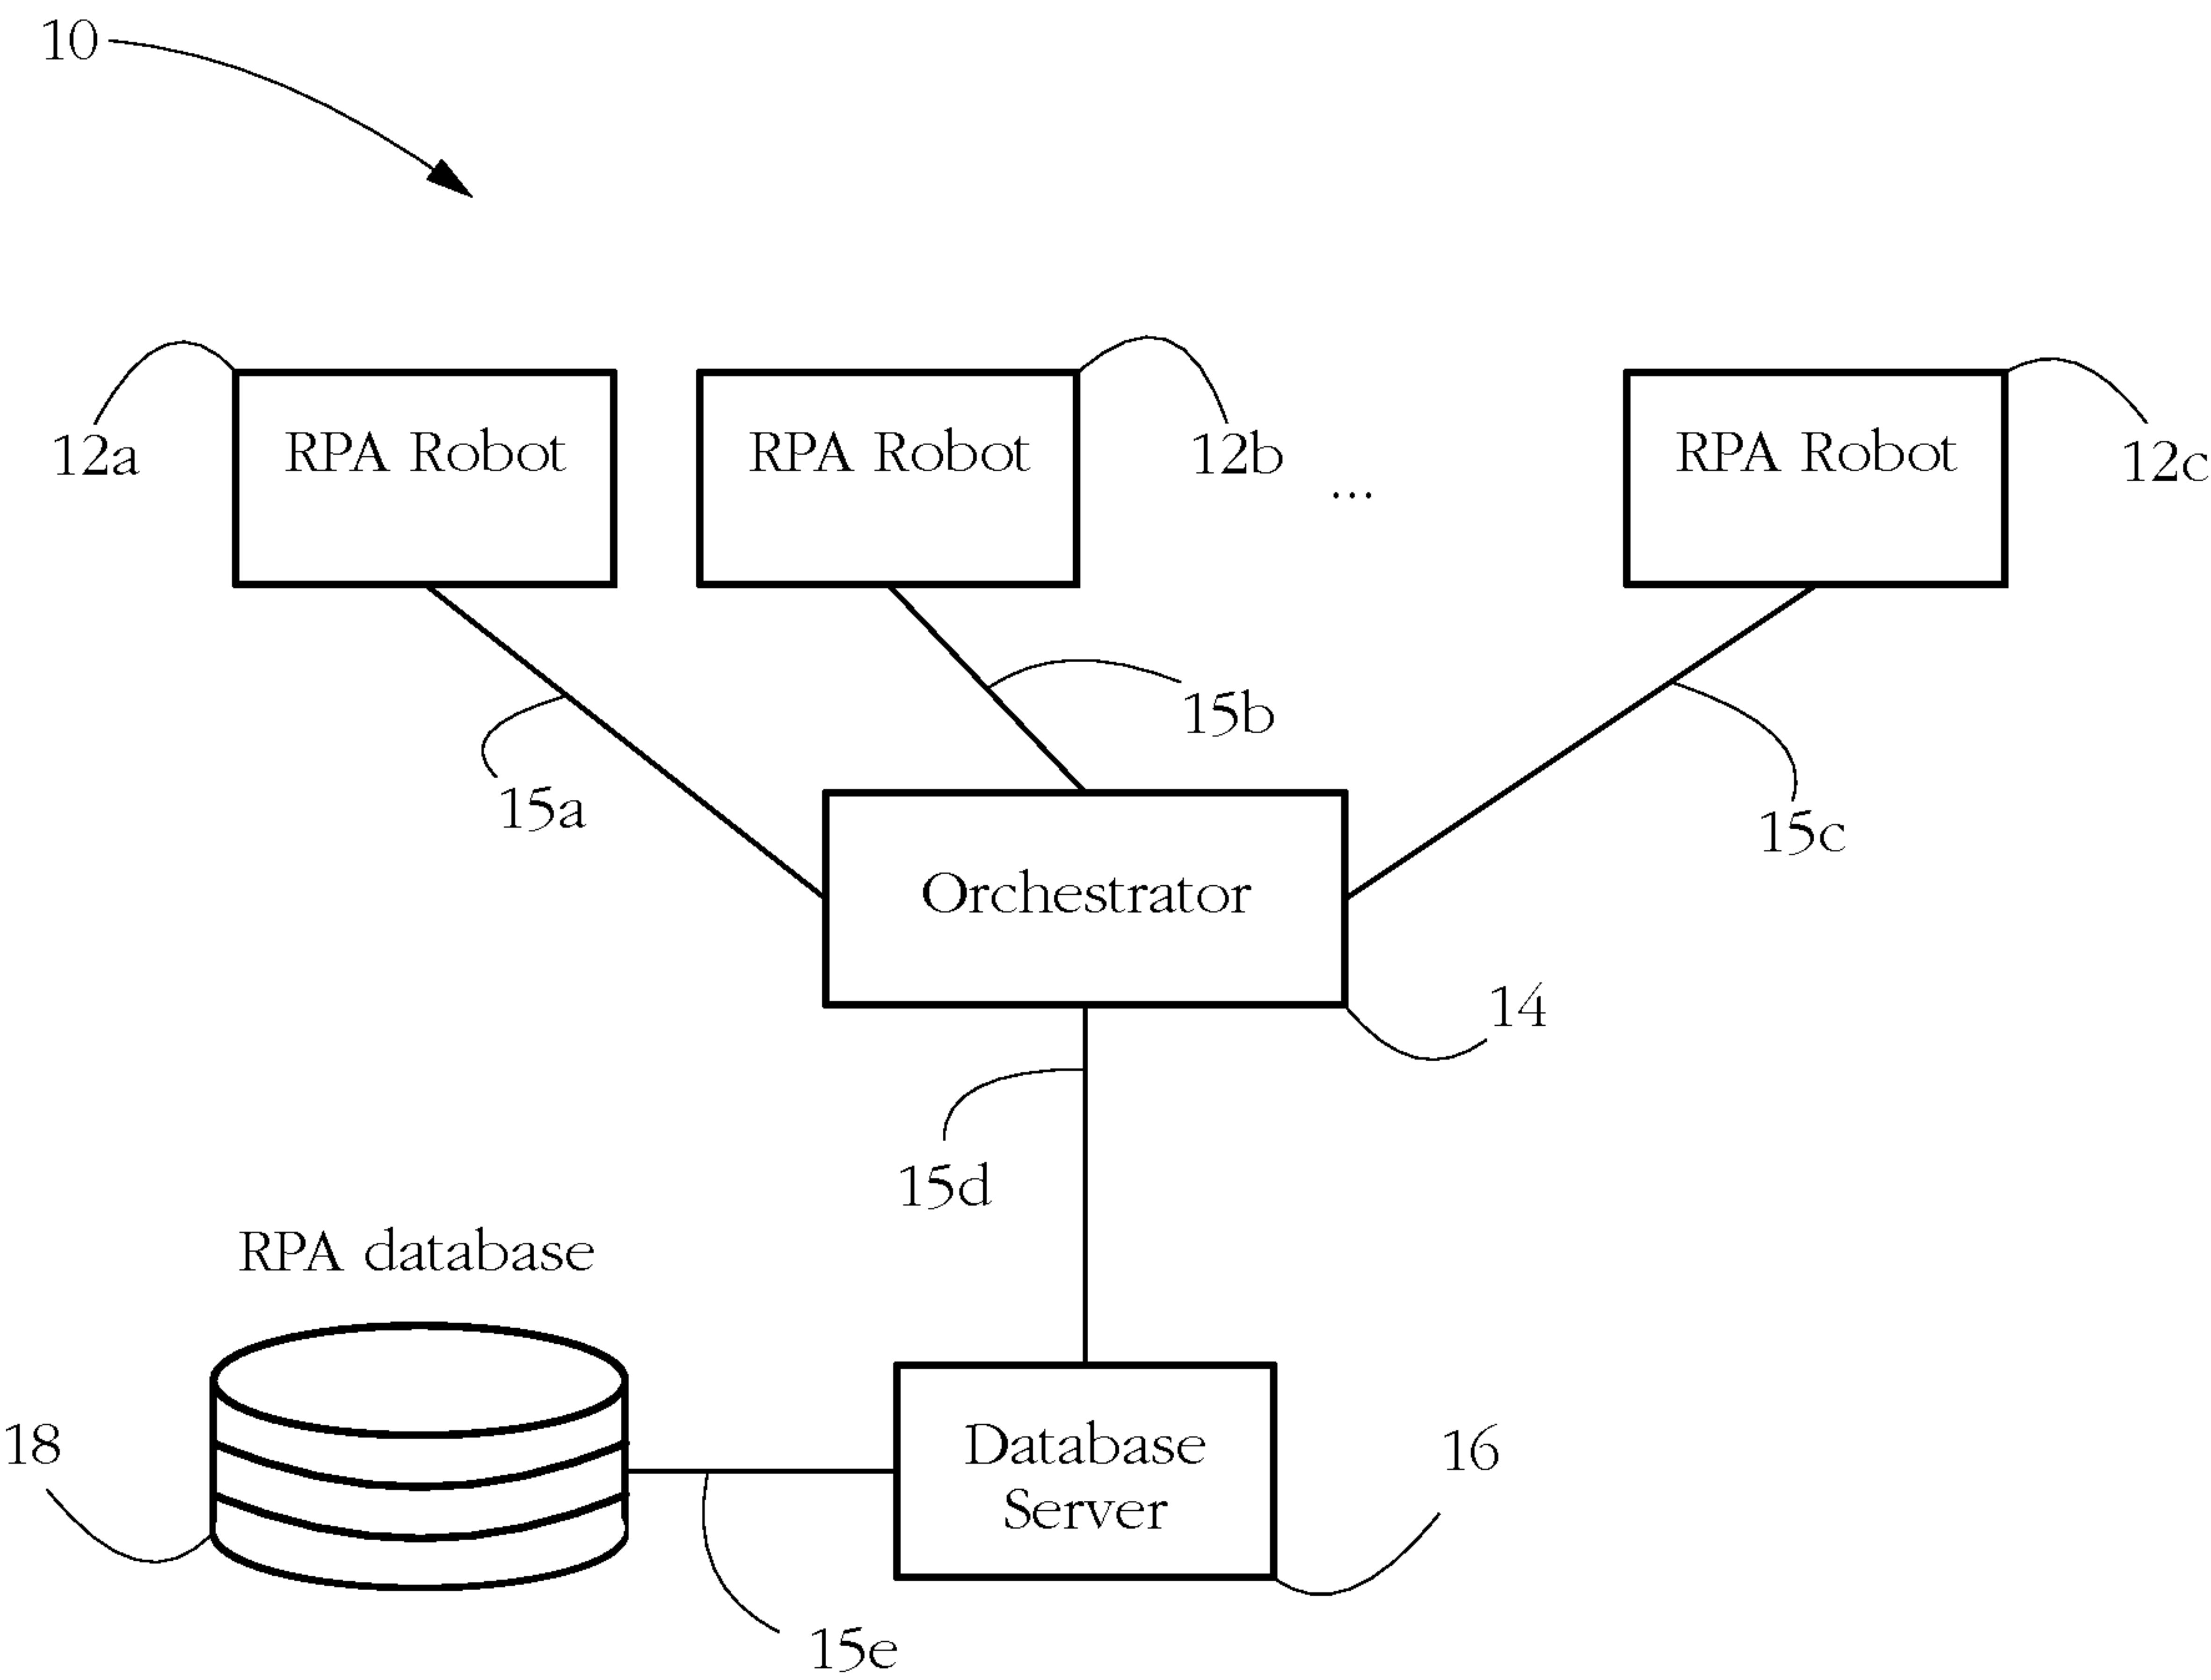 10
12a
RPA Robot
RPA Robot
12b
...
RPA Robot
12c
15a
15b
15c
Orchestrator
14
15d
RPA database
18
Database
Server
16
15e